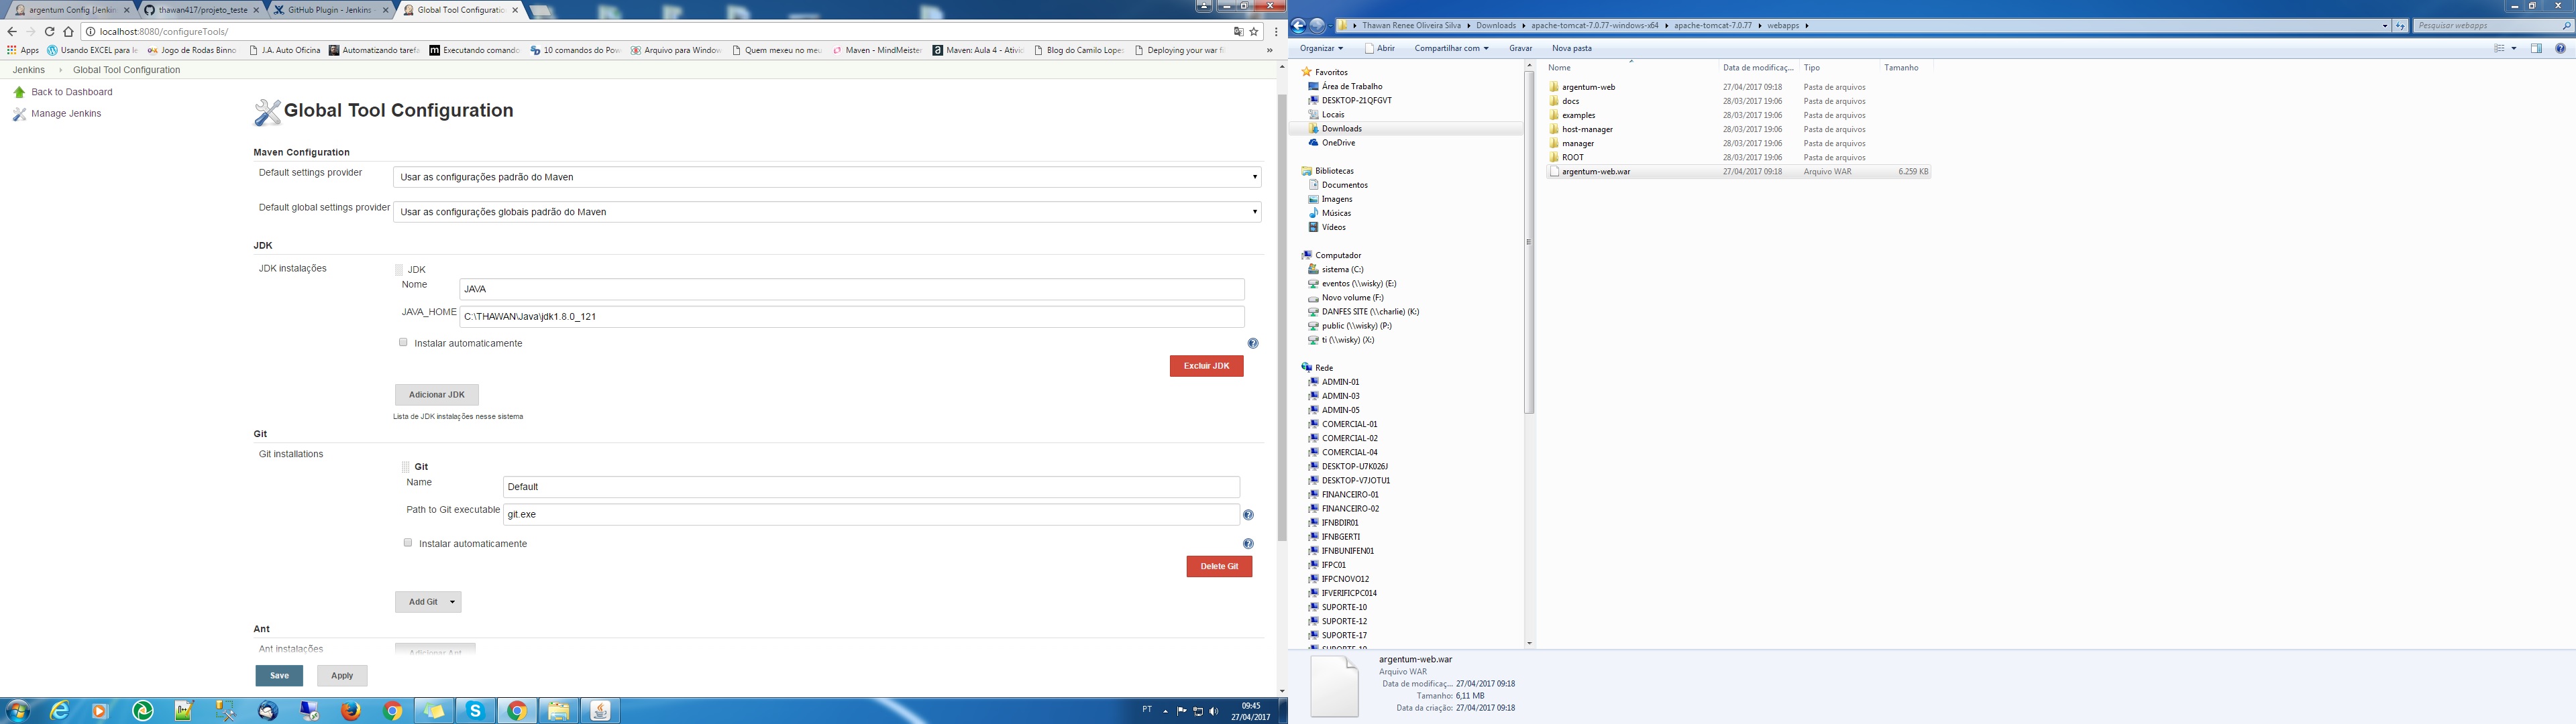 argentum Config [Jenkin
thawan417/projeto_teste
GitHub Plugin - Jenkins -
Global Tool Configuration
localhost:8080/configureTools/
Apps
Usando EXCEL para le
Jogo de Rodas Binno
J.A. Auto Oficina
Automatizando tarefa
Executando comando
10 comandos do Pow
Arquivo para Window
Quem mexeu no meu
Maven - MindMeister
Maven: Aula 4 - Ativid
Blog do Camilo Lopes
Deploying your war fi
»
Jenkins
Global Tool Configuration
Back to Dashboard
Manage Jenkins
Global Tool Configuration
Maven Configuration
Default settings provider
Usar as configurações padrão do Maven
Default global settings provider
Usar as configurações globais padrão do Maven
JDK
JDK instalações
JDK
Nome
JAVA
JAVA_HOME
C:\THAWAN\Java\jdk1.8.0_121
Instalar automaticamente
Excluir JDK
Adicionar JDK
Lista de JDK instalações nesse sistema
Git
Git installations
Git
Name
Default
Path to Git executable
git.exe
Instalar automaticamente
Delete Git
Add Git
Ant
Ant instalações
Adicionar Ant
Save
Apply
PT
09:45
27/04/2017
Thawan Renee Oliveira Silva
Downloads
apache-tomcat-7.0.77-windows-x64
apache-tomcat-7.0.77
webapps
Pesquisar webapps
Organizar
Abrir
Compartilhar com
Gravar
Nova pasta
Favoritos
Área de Trabalho
DESKTOP-21QFGVT
Locais
Downloads
OneDrive
Bibliotecas
Documentos
Imagens
Músicas
Vídeos
Computador
sistema (C:)
eventos (\\wisky) (E:)
Novo volume (F:)
DANFES SITE (\\charlie) (K:)
public (\\wisky) (P:)
ti (\\wisky) (X:)
Rede
ADMIN-01
ADMIN-03
ADMIN-05
COMERCIAL-01
COMERCIAL-02
COMERCIAL-04
DESKTOP-U7K026J
DESKTOP-V7JOTU1
FINANCEIRO-01
FINANCEIRO-02
IFNBDIR01
IFNBGERTI
IFNBUNIFEN01
IFPC01
IFPCNOVO12
IFVERIFICPC014
SUPORTE-10
SUPORTE-12
SUPORTE-17
SUPORTE-19
Nome
Data de modificaç...
Tipo
Tamanho
argentum-web 27/04/2017 09:18 Pasta de arquivos
docs 28/03/2017 19:06 Pasta de arquivos
examples 28/03/2017 19:06 Pasta de arquivos
host-manager 28/03/2017 19:06 Pasta de arquivos
manager 28/03/2017 19:06 Pasta de arquivos
ROOT 28/03/2017 19:06 Pasta de arquivos
argentum-web.war 27/04/2017 09:18 Arquivo WAR 6.259 KB
argentum-web.war
Arquivo WAR
Data de modificaç... 27/04/2017 09:18
Tamanho: 6,11 MB
Data da criação: 27/04/2017 09:18